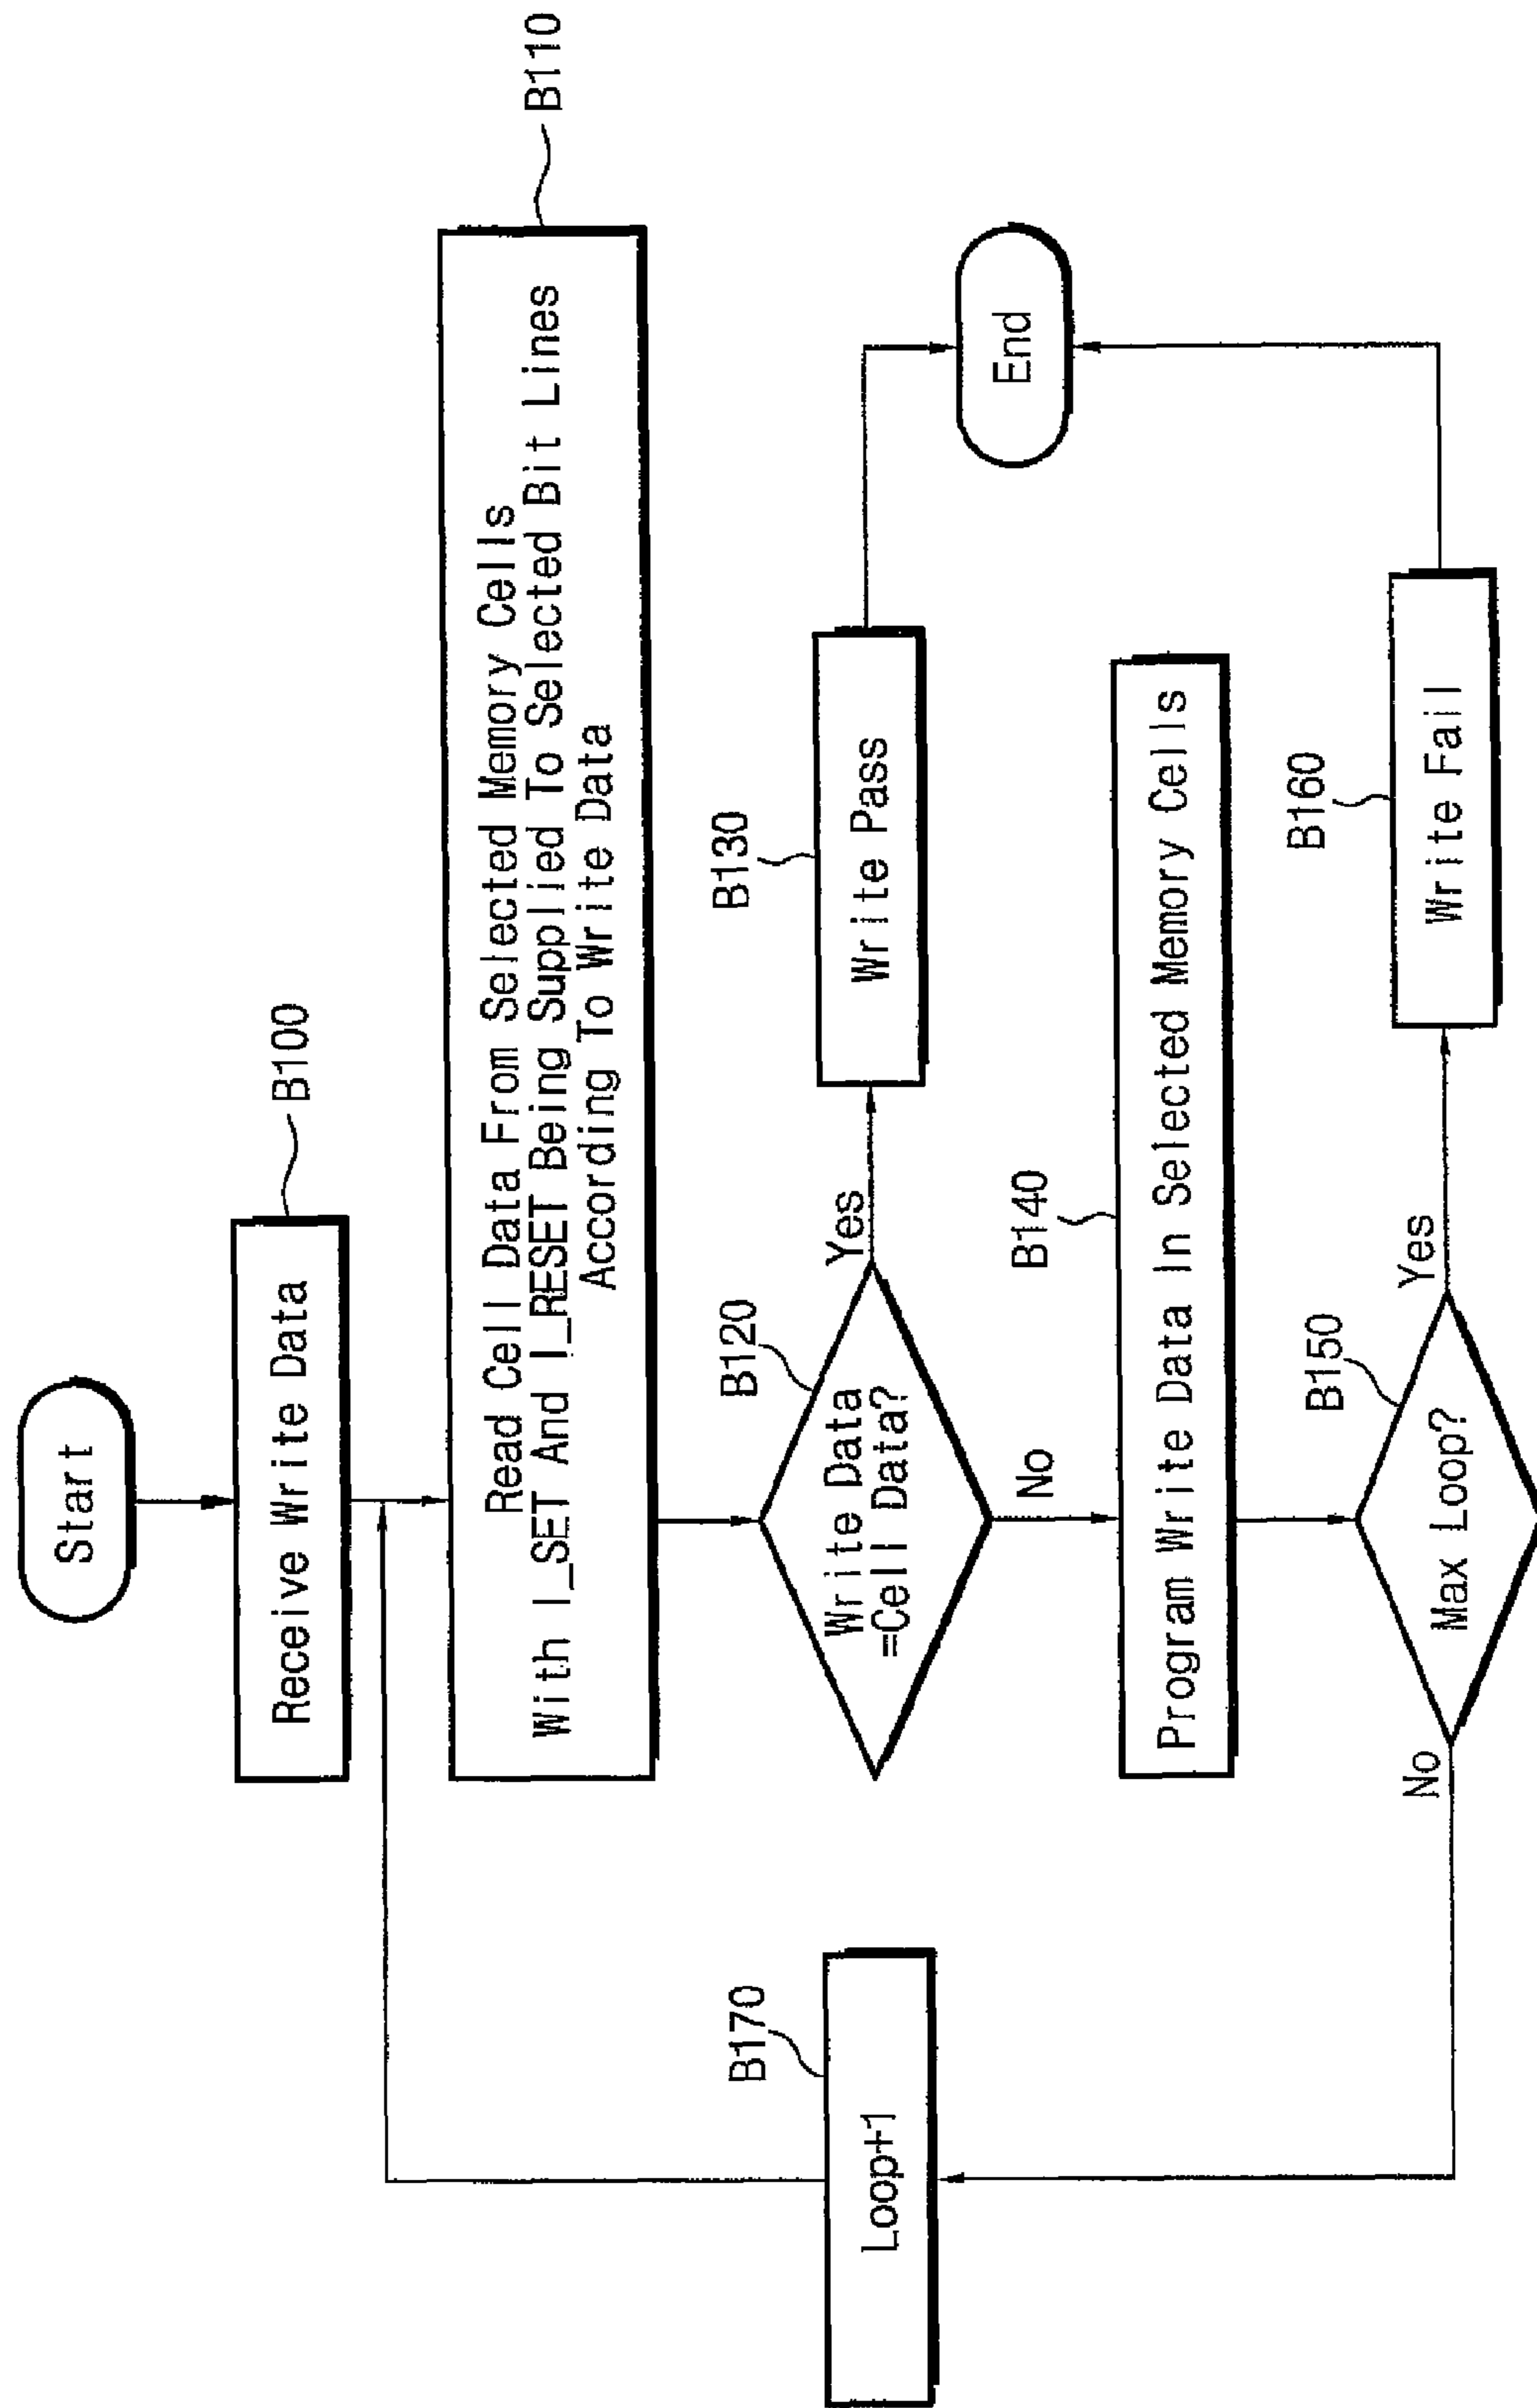 Start
Receive Write Data
B100
Read Cell Data From Selected Memory Cells
With I_SET And I_RESET Being Supplied To Selected Bit Lines
According To Write Data
B110
Write Data
=Cell Data?
B120
Yes
No
Write Pass
B130
End
Program Write Data In Selected Memory Cells
B140
Max Loop?
B150
Yes
No
Write Fail
B160
Loop+1
B170